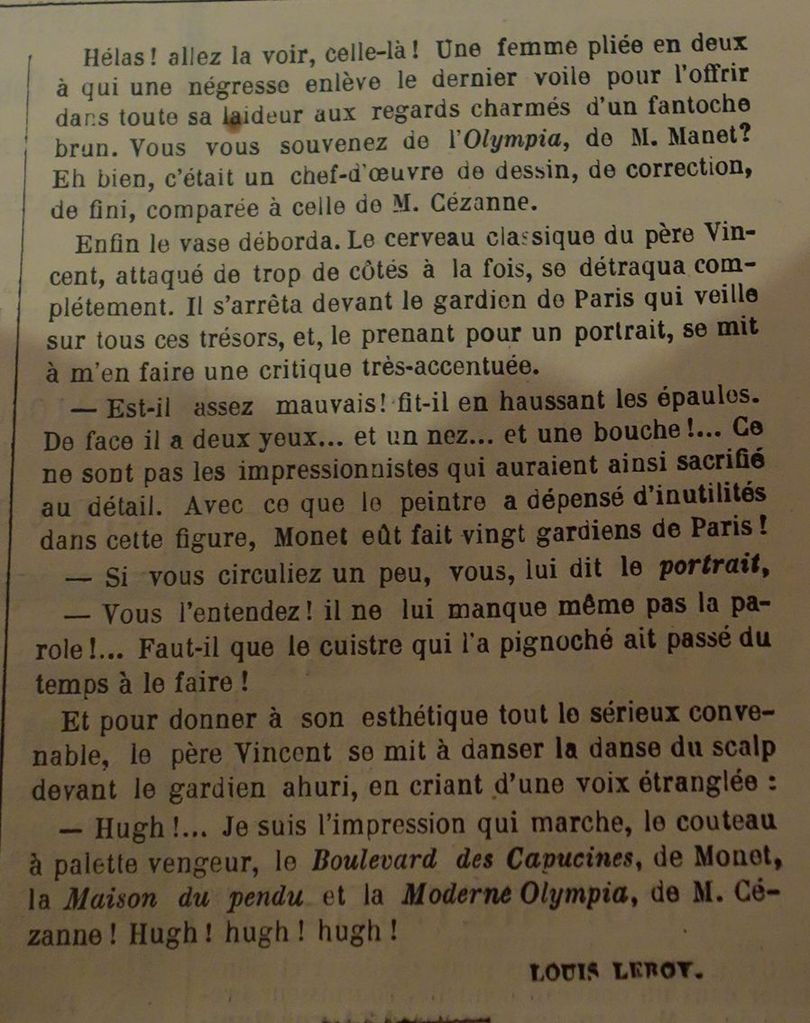 Hélas ! allez la voir, celle-là ! Une femme pliée en deux
à qui une négresse enlève le dernier voile pour l'offrir
dans toute sa laideur aux regards charmés d'un fantoche
brun. Vous vous souvenez de l'Olympia, de M. Manet?
Eh bien, c'était un chef-d'œuvre de dessin, de correction,
de fini, comparée à celle de M. Cézanne.
Enfin le vase déborda. Le cerveau classique du père Vin-
cent, attaqué de trop de côtés à la fois, se détraqua com-
plétement. Il s'arrêta devant le gardien de Paris qui veille
sur tous ces trésors, et, le prenant pour un portrait, se mit
à m'en faire une critique très-accentuée.
— Est-il assez mauvais! fit-il en haussant les épaules.
De face il a deux yeux... et un nez... et une bouche !... Ce
ne sont pas les impressionnistes qui auraient ainsi sacrifié
au détail. Avec ce que le peintre a dépensé d'inutilités
dans cette figure, Monet eût fait vingt gardiens de Paris !
— Si vous circuliez un peu, vous, lui dit le portrait,
— Vous l'entendez ! il ne lui manque même pas la pa-
role !... Faut-il que le cuistre qui l'a pignoché ait passé du
temps à le faire !
Et pour donner à son esthétique tout le sérieux conve-
nable, le père Vincent se mit à danser la danse du scalp
devant le gardien ahuri, en criant d'une voix étranglée :
— Hugh !... Je suis l'impression qui marche, le couteau
à palette vengeur, le Boulevard des Capucines, de Monet,
la Maison du pendu et la Moderne Olympia, de M. Cé-
zanne ! Hugh ! hugh ! hugh !
LOUIS LEROY.